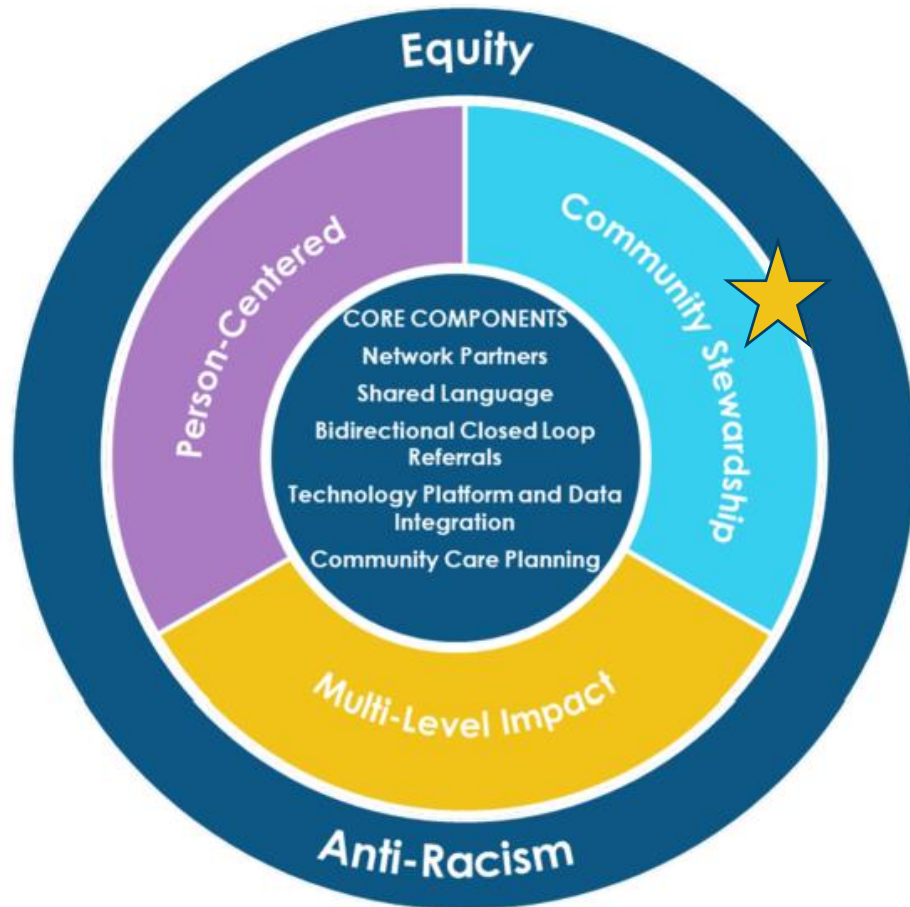 Equity
Person-Centered
Community Stewardship
CORE COMPONENTS
Network Partners
Shared Language
Bidirectional Closed Loop
Referrals
Technology Platform and Data
Integration
Community Care Planning
Multi-Level Impact
Anti-Racism